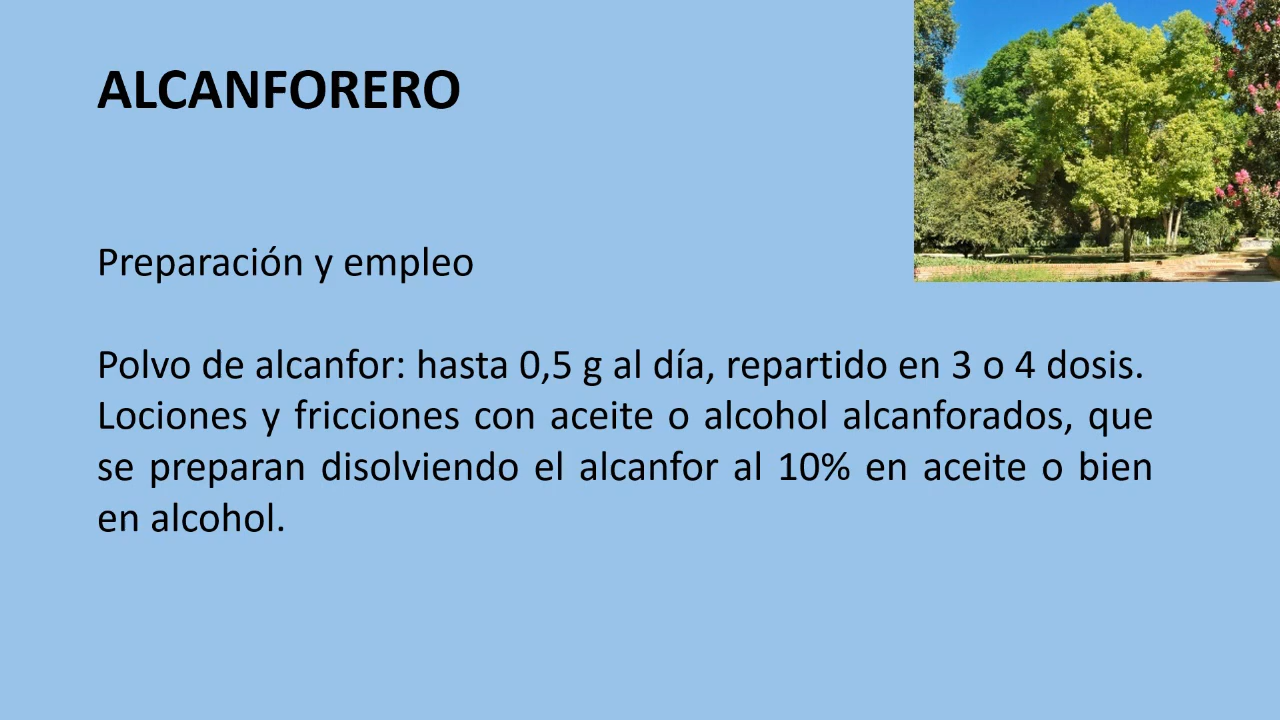 ALCANFORERO
Preparación y empleo
Polvo de alcanfor: hasta 0,5 g al día, repartido en 3 o 4 dosis.
Lociones y fricciones con aceite o alcohol alcanforados, que
se preparan disolviendo el alcanfor al 10% en aceite o bien
en alcohol.